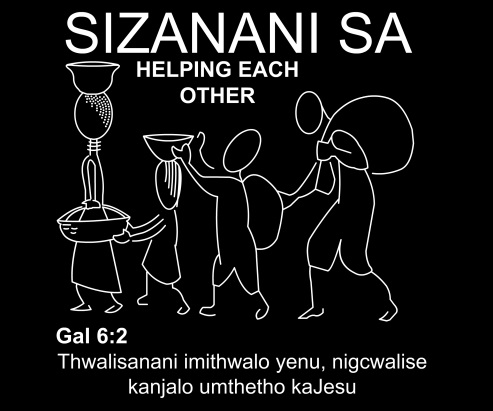 SIZANANI SA
HELPING EACH
OTHER
Gal 6:2
Thwalisanani imithwalo yenu, nigcwalise
kanjalo umthetho kaJesu